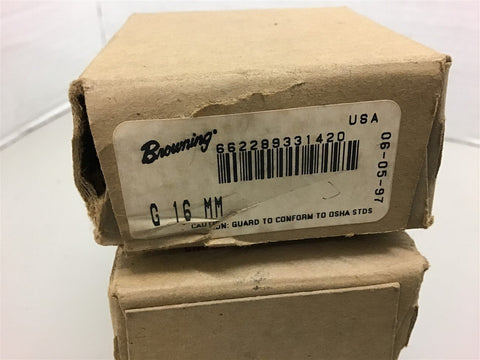 USA
Browning
662289331420
06-05-97
G 16 MM
CAUTION: GUARD TO CONFORM TO OSHA STDS